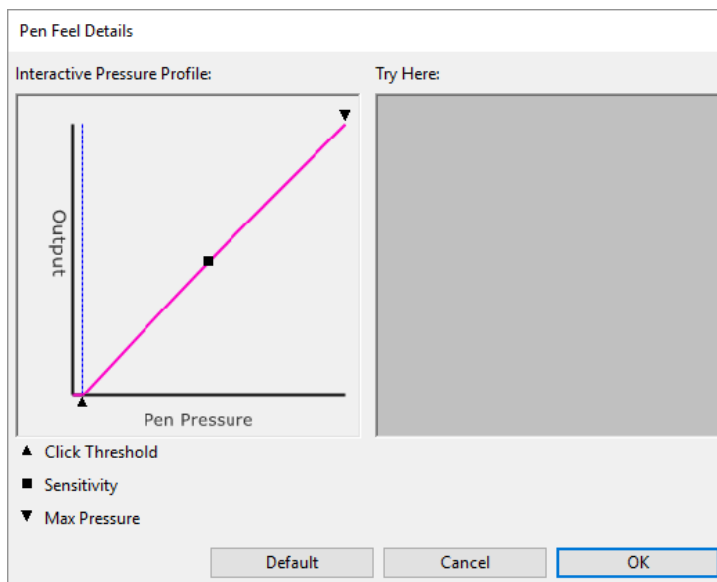 Pen Feel Details
Interactive Pressure Profile:
Try Here:
Output
Pen Pressure
Click Threshold
Sensitivity
Max Pressure
Default
Cancel
OK